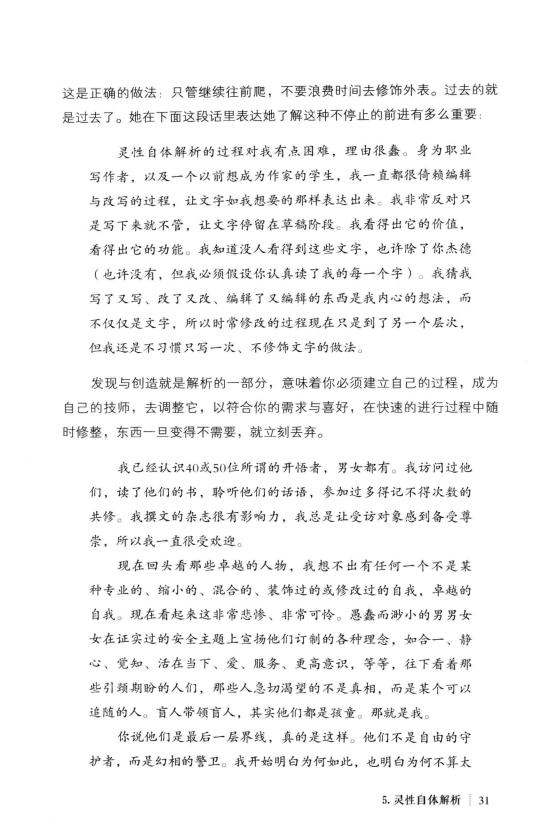 这是正确的做法：只管继续往前爬，不要浪费时间去修饰外表。过去的就
是过去了。她在下面这段话里表达她了解这种不停止的前进有多么重要：
灵性自体解析的过程对我有点困难，理由很蠢。身为职业
写作者，以及一个以前想成为作家的学生，我一直都很倚赖编辑
与改写的过程，让文字如我想要的那样表达出来。我非常反对只
是写下来就不管，让文字停留在草稿阶段。我看得出它的价值，
看得出它的功能。我知道没人看得到这些文字，也许除了你杰德
（也许没有，但我必须假设你认真读了我的每一个字）。我猜我
写了又写、改了又改、编辑了又编辑的东西是我内心的想法，而
不仅仅是文字，所以时常修改的过程现在只是到了另一个层次，
但我还是不习惯只写一次、不修饰文字的做法。
发现与创造就是解析的一部分，意味着你必须建立自己的过程，成为
自己的技师，去调整它，以符合你的需求与喜好，在快速的进行过程中随
时修整，东西一旦变得不需要，就立刻丢弃。
我已经认识40或50位所谓的开悟者，男女都有。我访问过他
们，读了他们的书，聆听他们的话语，参加过多得记不得次数的
共修。我撰文的杂志很有影响力，我总是让受访对象感到备受尊
崇，所以我一直很受欢迎。
现在回头看那些卓越的人物，我想不出有任何一个不是某
种专业的、缩小的、混合的、装饰过的或修改过的自我，卓越的
自我。现在看起来这非常悲惨、非常可怜。愚蠢而渺小的男男女
女在证实过的安全主题上宣扬他们订制的各种理念，如合一、静
心、觉知、活在当下、爱、服务、更高意识，等等，往下看着那
些引颈期盼的人们，那些人急切渴望的不是真相，而是某个可以
追随的人。盲人带领盲人，其实他们都是孩童。那就是我。
你说他们是最后一层界线，真的是这样。他们不是自由的守
护者，而是幻相的警卫。我开始明白为何如此，也明白为何不算太
5. 灵性自体解析 31